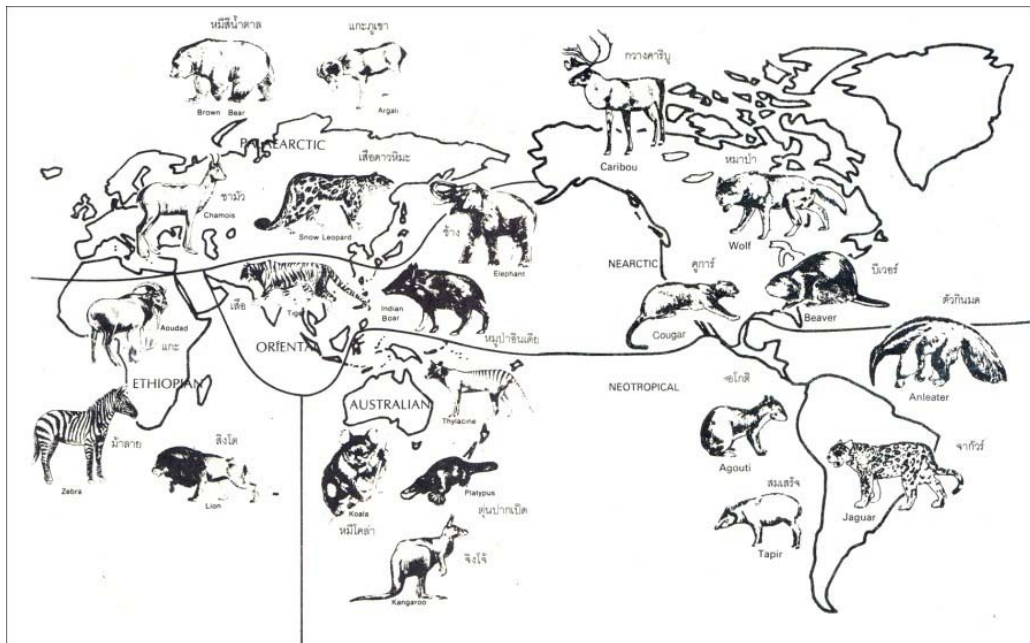 หมีสีน้ำตาล
Brown Bear
แกะภูเขา
Argali
กวางคาริบู
Caribou
PALAEARCTIC
เสือดาวหิมะ
Snow Leopard
ชามัว
Chamois
หมาป่า
Wolf
ช้าง
Elephant
NEARCTIC
คูการ์
Cougar
บีเวอร์
Beaver
ตัวกินมด
Anleater
เสือ
Tiger
Indian
Boar
หมูป่าอินเดีย
Aoudad
แกะ
ORIENTAL
ETHIOPIAN
NEOTROPICAL
AUSTRALIAN
Thylacine
อโกติ
Agouti
ม้าลาย
Zebra
สิงโต
Lion
Koala
หมีโคล่า
Platypus
ตุ่นปากเป็ด
จิงโจ้
Kangaroo
สมเสร็จ
Tapir
จากัวร์
Jaguar